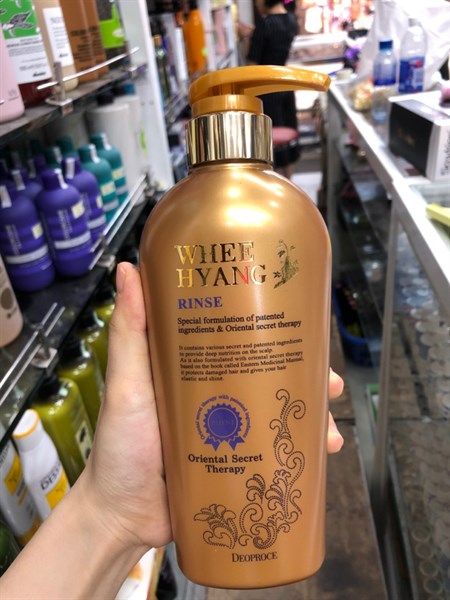 WHEE
HYANG
RINSE
Special formulation of patented
ingredients & Oriental secret therapy
It contains various secret and patented ingredients
to provide deep nutrition on the scalp.
As it also formulated with oriental secret therapy
based on the book called Eastern Medicinal Manual,
it protects damaged hair and gives your hair
elastic and shine.
Oriental Secret
Therapy
DEOPROCE